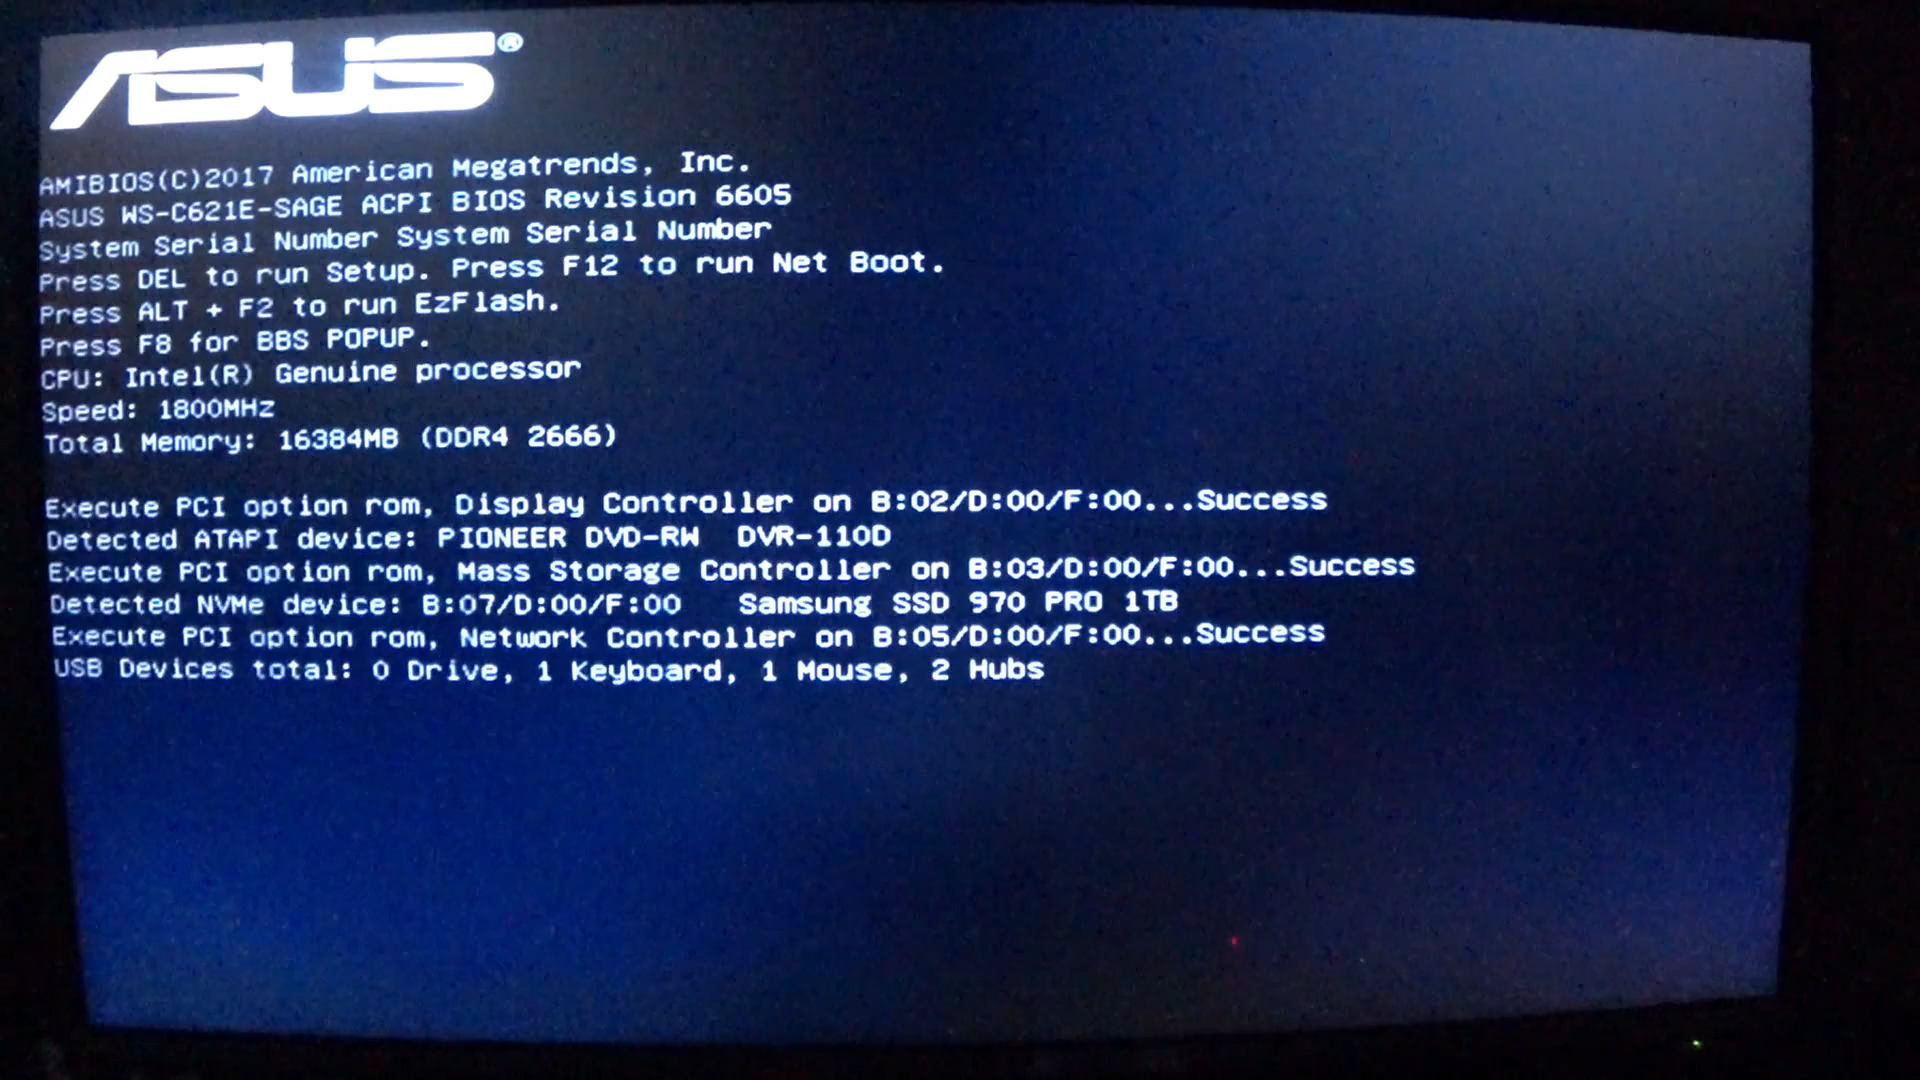 ASUS®
AMIBIOS(C)2017 American Megatrends, Inc.
ASUS WS-C621E-SAGE ACPI BIOS Revision 6605
System Serial Number System Serial Number
Press DEL to run Setup. Press F12 to run Net Boot.
Press ALT + F2 to run EzFlash.
Press F8 for BBS POPUP.
CPU: Intel(R) Genuine processor
Speed: 1800MHz
Total Memory: 16384MB (DDR4 2666)
Execute PCI option rom, Display Controller on B:02/D:00/F:00...Success
Detected ATAPI device: PIONEER DVD-RW  DVR-110D
Execute PCI option rom, Mass Storage Controller on B:03/D:00/F:00...Success
Detected NVMe device: B:07/D:00/F:00   Samsung SSD 970 PRO 1TB
Execute PCI option rom, Network Controller on B:05/D:00/F:00...Success
USB Devices total: 0 Drive, 1 Keyboard, 1 Mouse, 2 Hubs